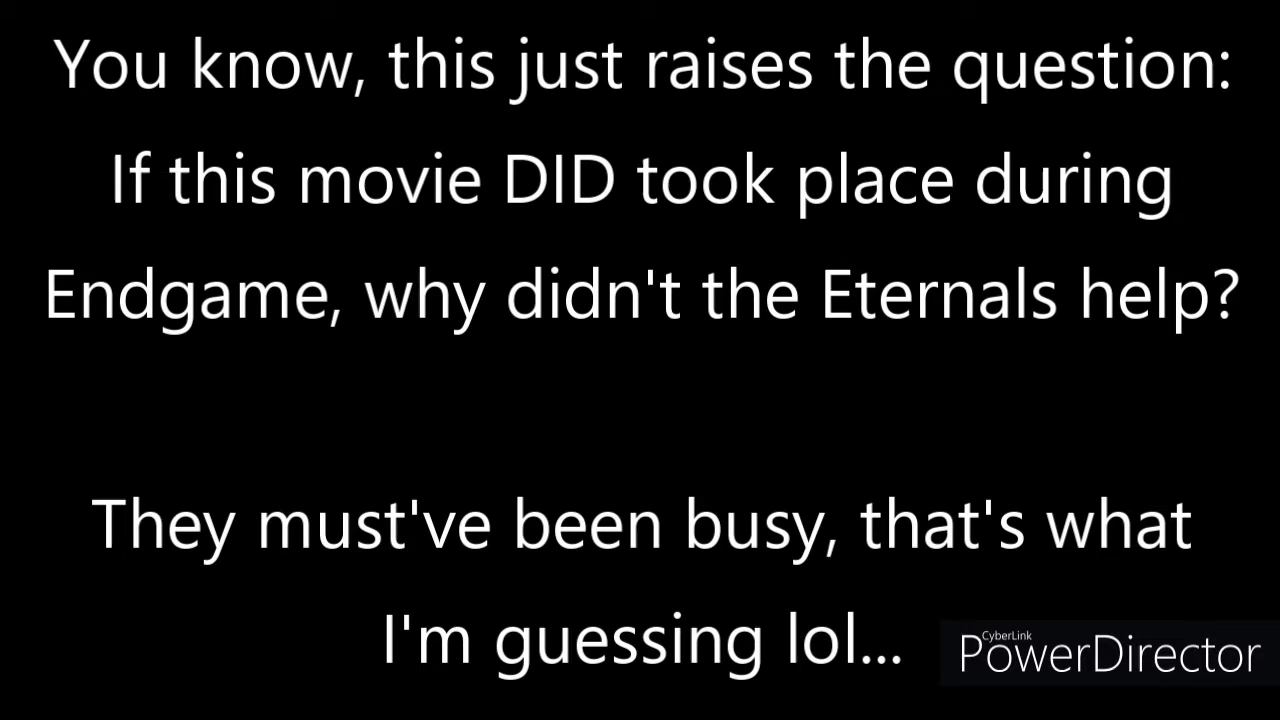 You know, this just raises the question:
If this movie DID took place during
Endgame, why didn't the Eternals help?
They must've been busy, that's what
I'm guessing lol...
CyberLink
PowerDirector